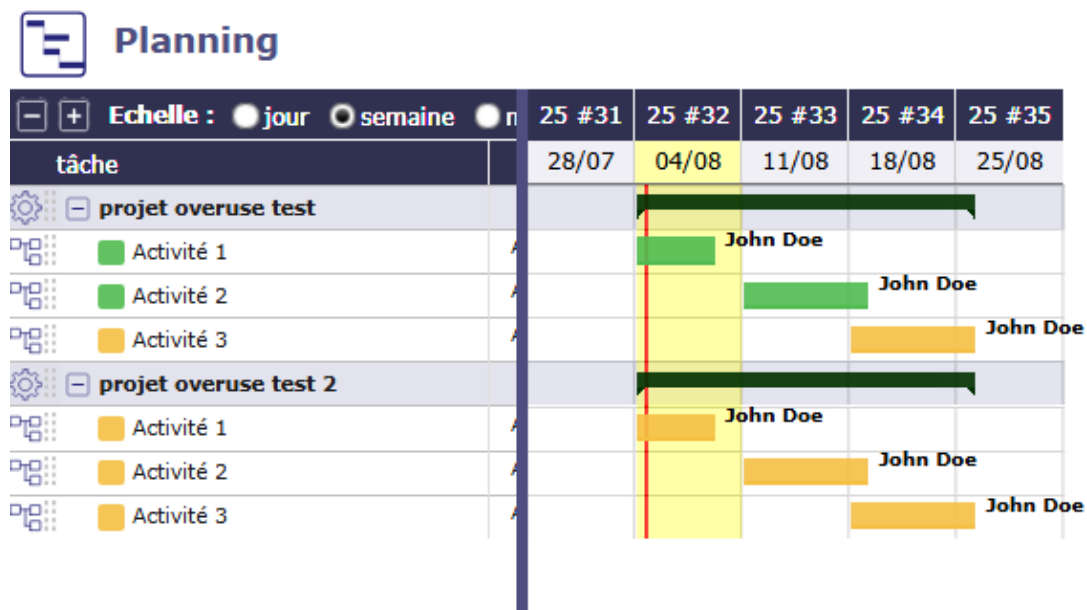 Planning
Echelle : jour semaine 25 #31 25 #32 25 #33 25 #34 25 #35
tâche 28/07 04/08 11/08 18/08 25/08
projet overuse test
Activité 1 John Doe
Activité 2 John Doe
Activité 3 John Doe
projet overuse test 2
Activité 1 John Doe
Activité 2 John Doe
Activité 3 John Doe